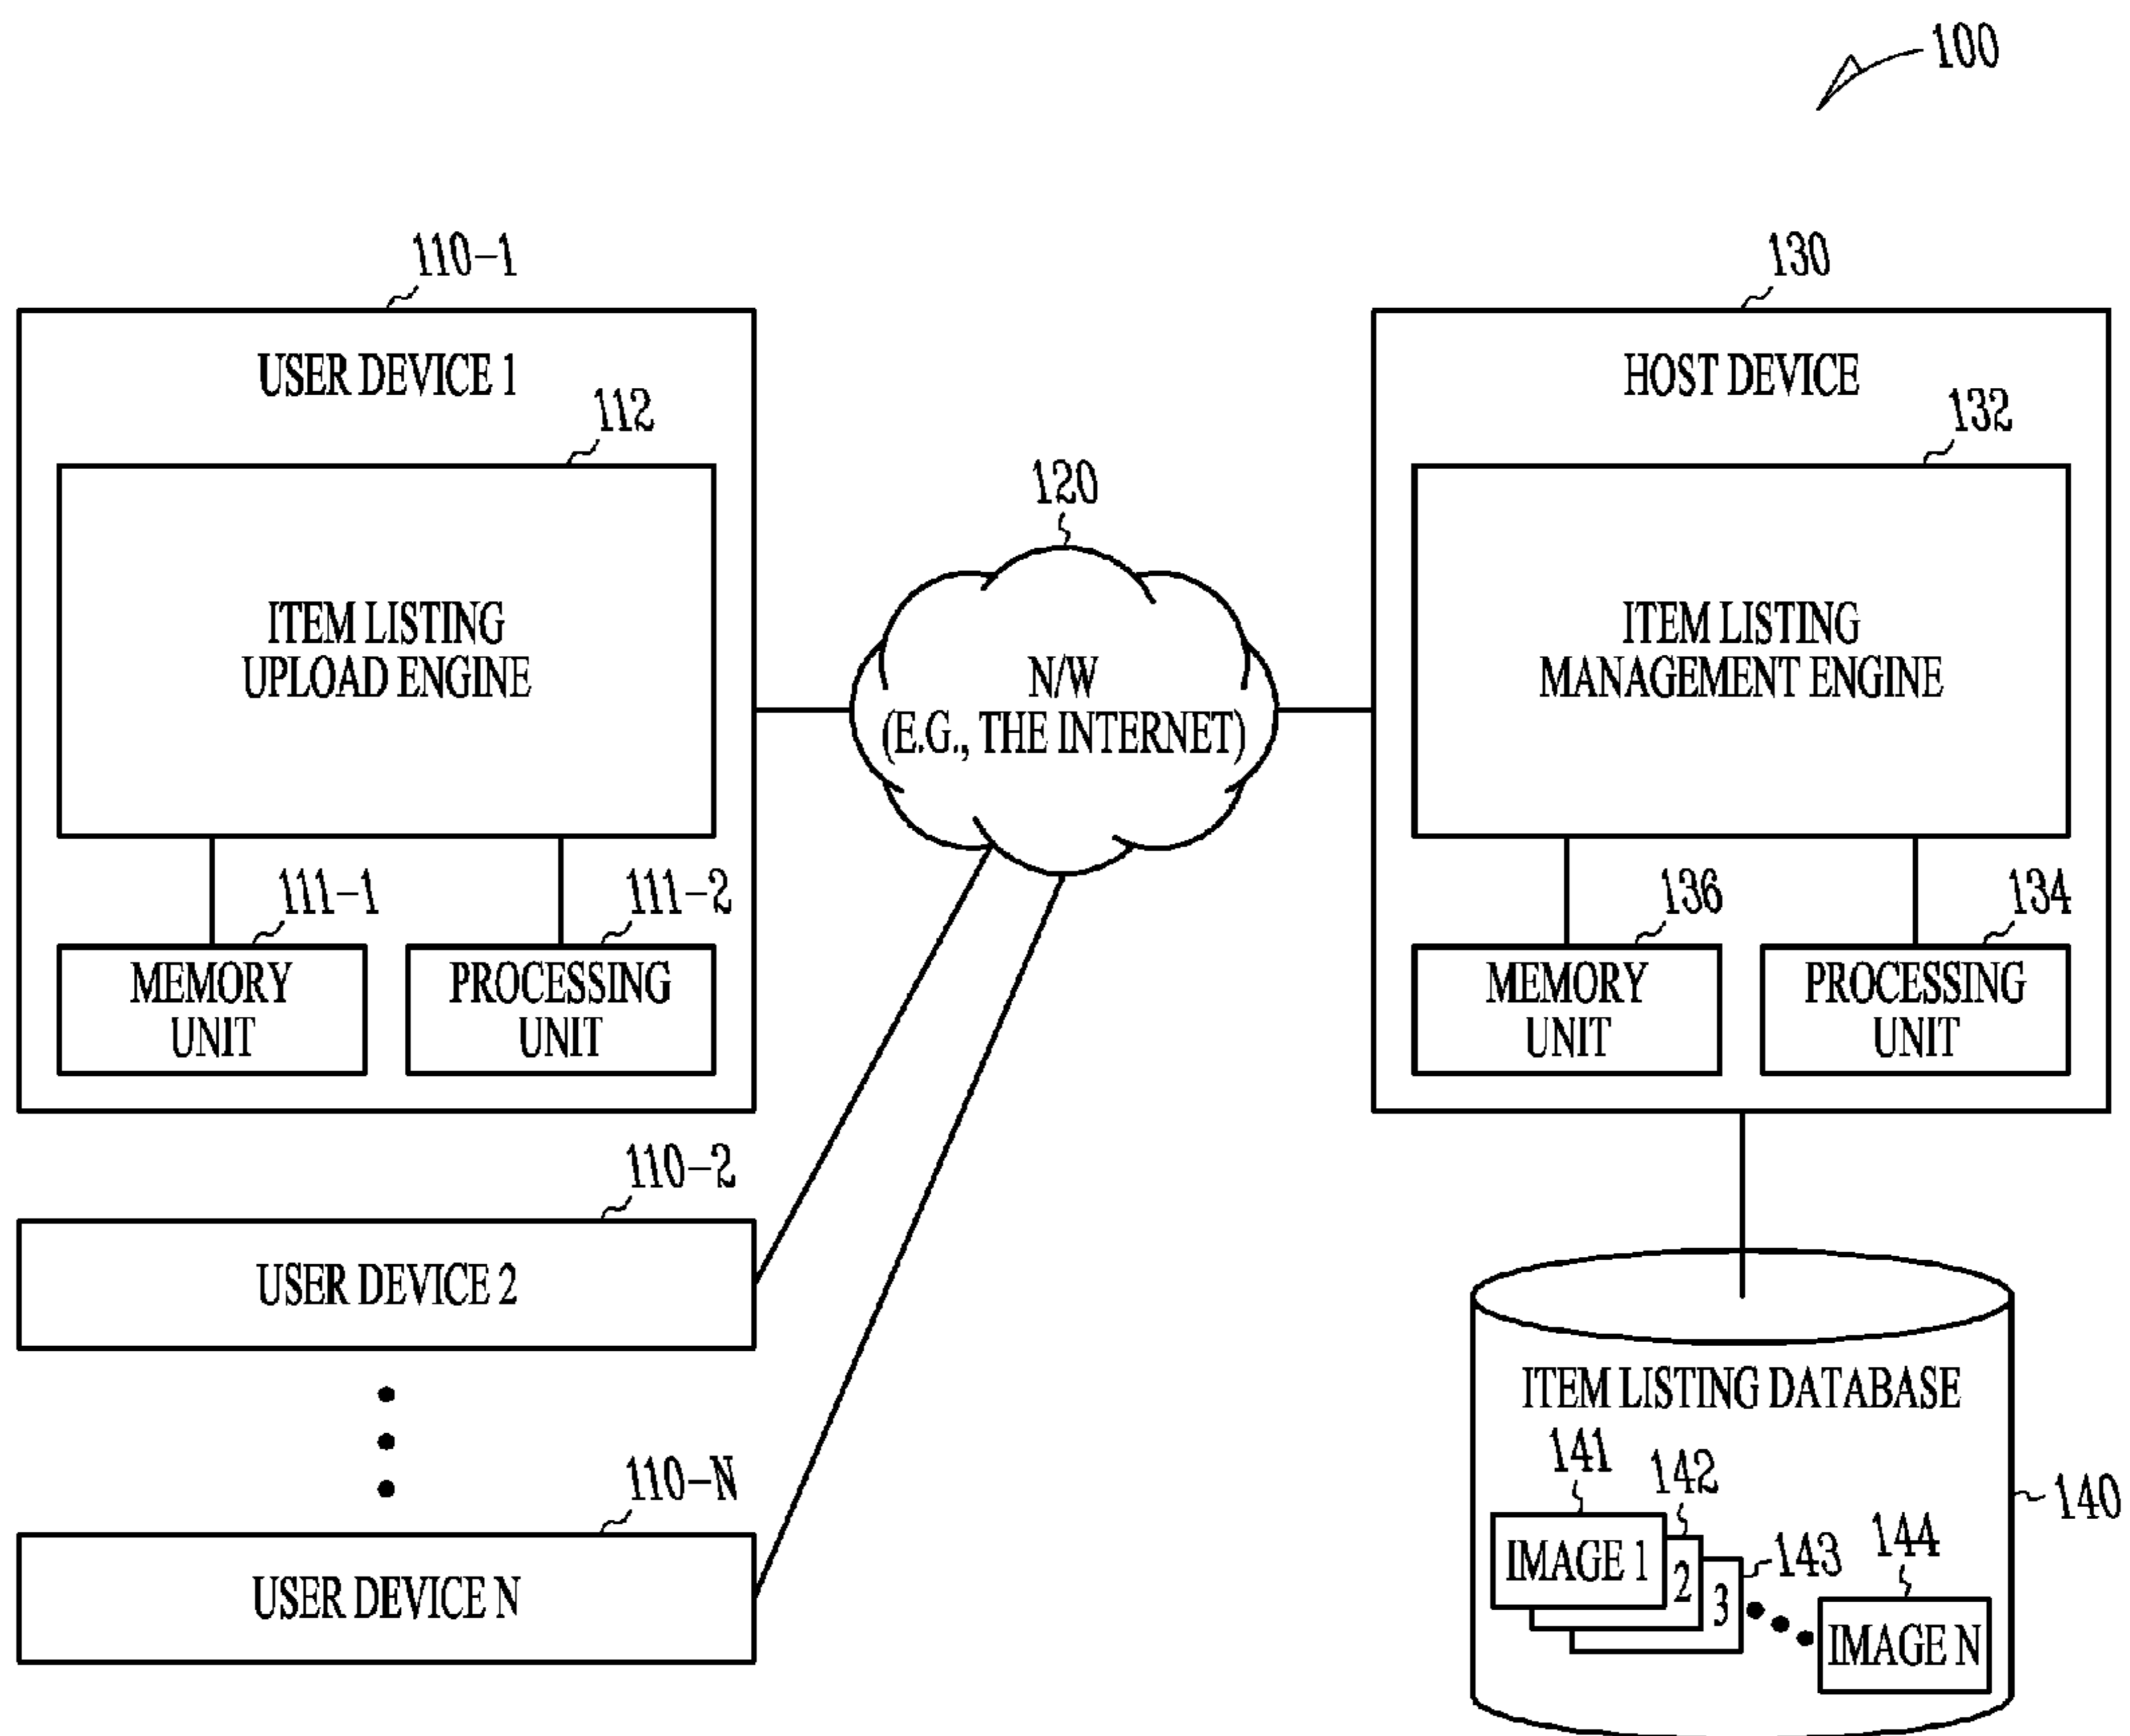 100
110-1
USER DEVICE 1
112
ITEM LISTING
UPLOAD ENGINE
111-1
MEMORY
UNIT
111-2
PROCESSING
UNIT
110-2
USER DEVICE 2
110-N
USER DEVICE N
120
N/W
(E.G., THE INTERNET)
130
HOST DEVICE
132
ITEM LISTING
MANAGEMENT ENGINE
136
MEMORY
UNIT
134
PROCESSING
UNIT
ITEM LISTING DATABASE
140
141
IMAGE 1
142
2
143
3
144
IMAGE N